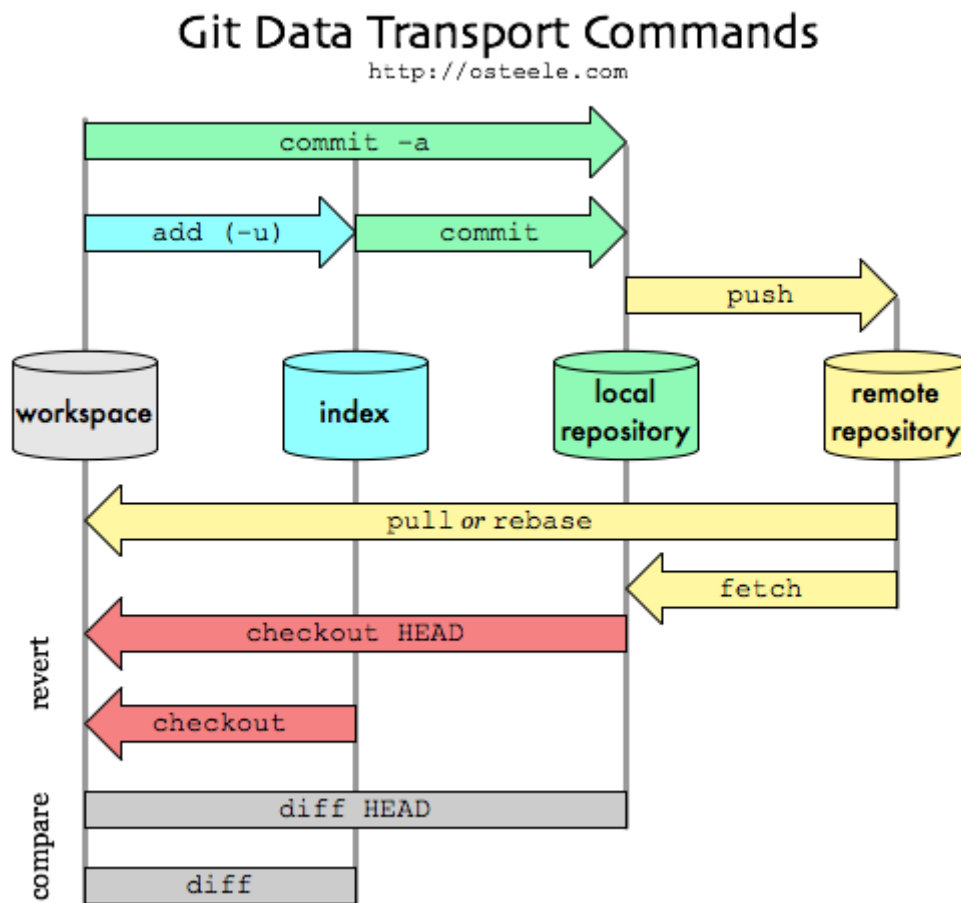 Git Data Transport Commands
http://osteele.com
commit -a
add (-u)
commit
push
workspace
index
local
repository
remote
repository
pull or rebase
fetch
revert
checkout HEAD
checkout
compare
diff HEAD
diff